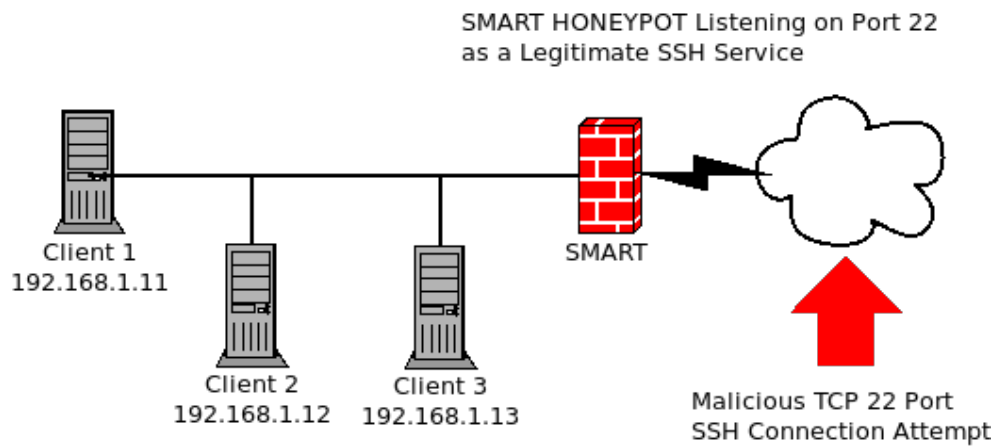 SMART HONEYPOT Listening on Port 22
as a Legitimate SSH Service
Client 1
192.168.1.11
SMART
Client 2
192.168.1.12
Client 3
192.168.1.13
Malicious TCP 22 Port
SSH Connection Attempt